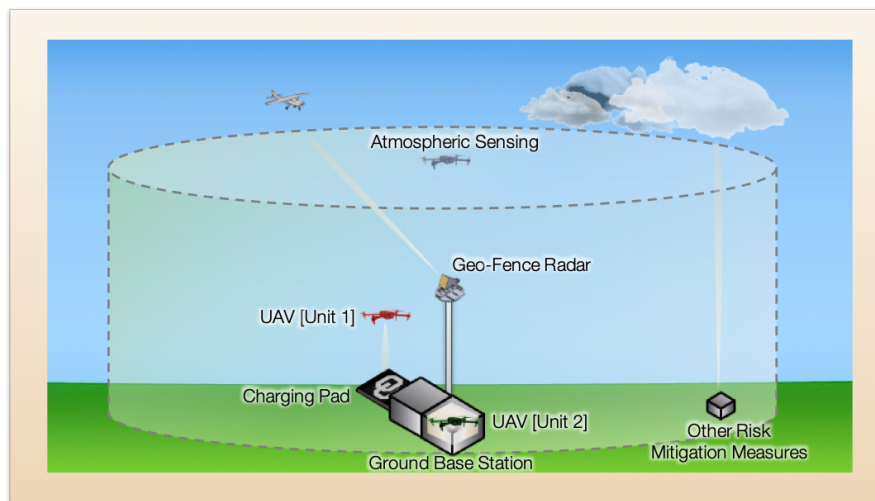 Atmospheric Sensing
Geo-Fence Radar
UAV [Unit 1]
Charging Pad
UAV [Unit 2]
Ground Base Station
Other Risk
Mitigation Measures